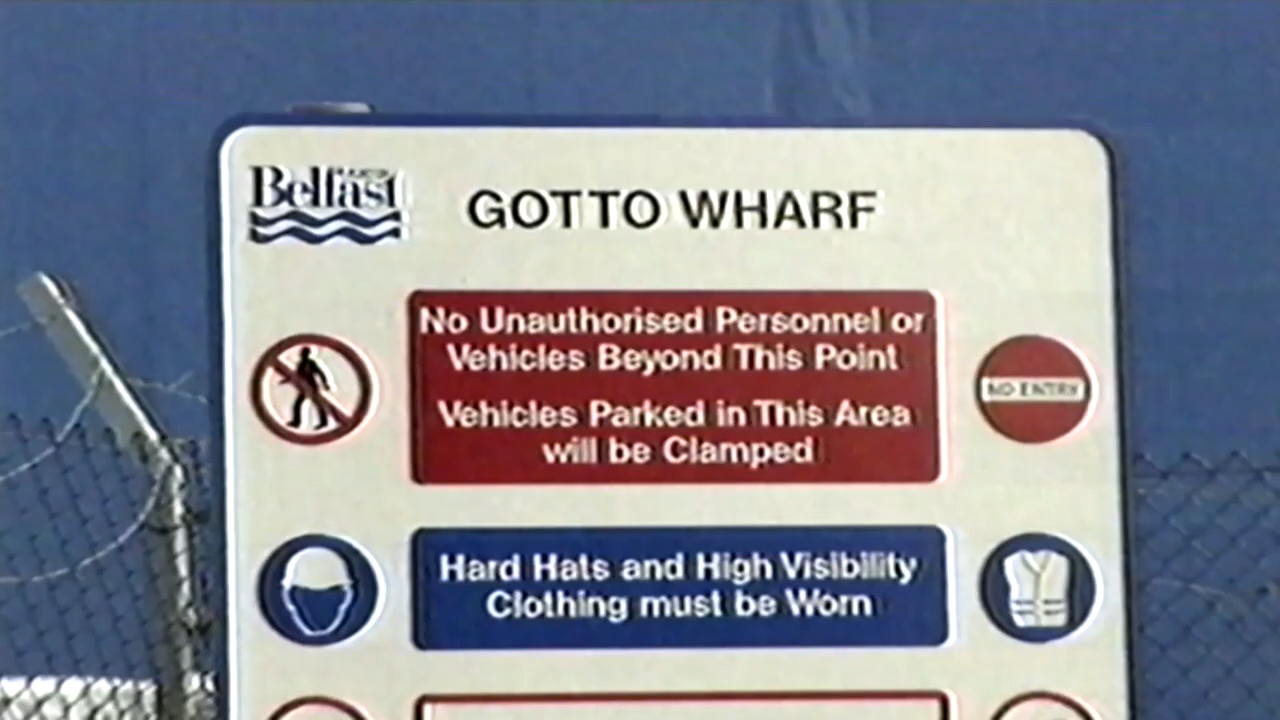 Belfast
GOTTO WHARF
No Unauthorised Personnel or
Vehicles Beyond This Point
Vehicles Parked in This Area
will be Clamped
NO ENTRY
Hard Hats and High Visibility
Clothing must be Worn